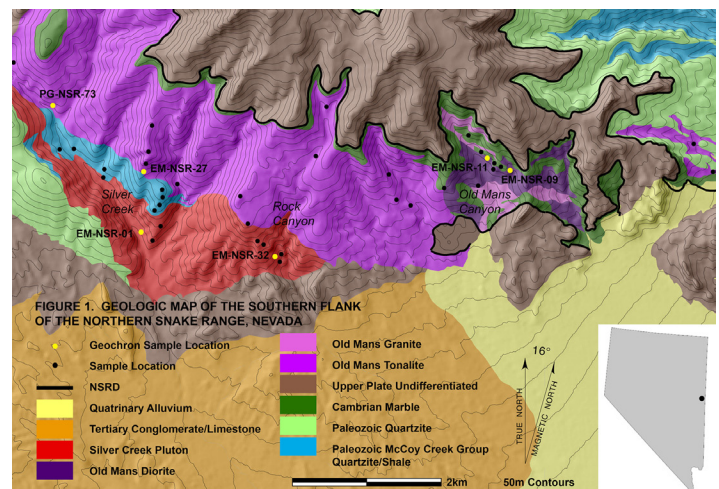 PG-NSR-73
EM-NSR-27
EM-NSR-11
EM-NSR-09
Silver
Creek
Rock
Canyon
Old Mans
Canyon
EM-NSR-01
EM-NSR-32
FIGURE 1. GEOLOGIC MAP OF THE SOUTHERN FLANK
OF THE NORTHERN SNAKE RANGE, NEVADA
Geochron Sample Location
Sample Location
NSRD
Quatrinary Alluvium
Tertiary Conglomerate/Limestone
Silver Creek Pluton
Old Mans Diorite
Old Mans Granite
Old Mans Tonalite
Upper Plate Undifferentiated
Cambrian Marble
Paleozoic Quartzite
Paleozoic McCoy Creek Group
Quartzite/Shale
16°
TRUE NORTH
MAGNETIC NORTH
2km
50m Contours